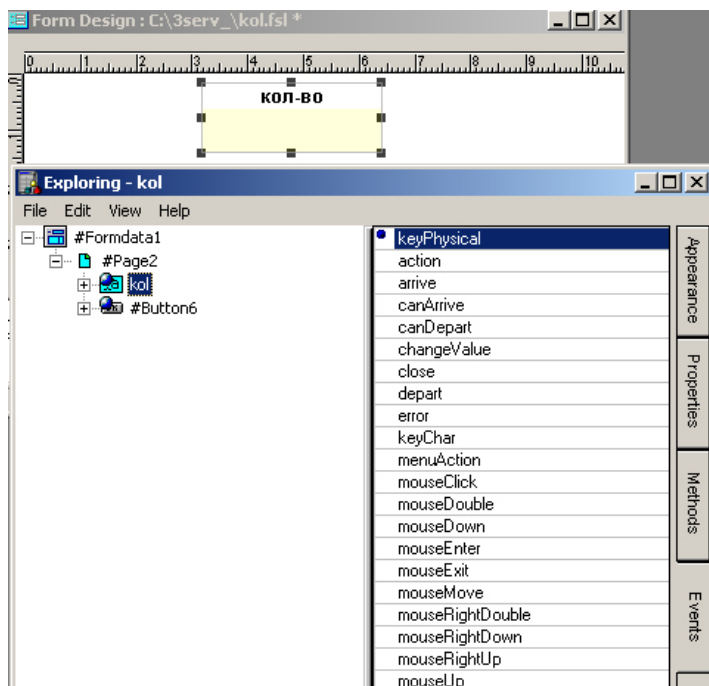 Form Design : C:\3serv_\kol.fsl *
0 1 2 3 4 5 6 7 8 9 10
0
1
КОЛ-ВО
Exploring - kol
File Edit View Help
#Formdata1
#Page2
kol
#Button6
keyPhysical
action
arrive
canArrive
canDepart
changeValue
close
depart
error
keyChar
menuAction
mouseClick
mouseDouble
mouseDown
mouseEnter
mouseExit
mouseMove
mouseRightDouble
mouseRightDown
mouseRightUp
mouseUp
Appearance
Properties
Methods
Events